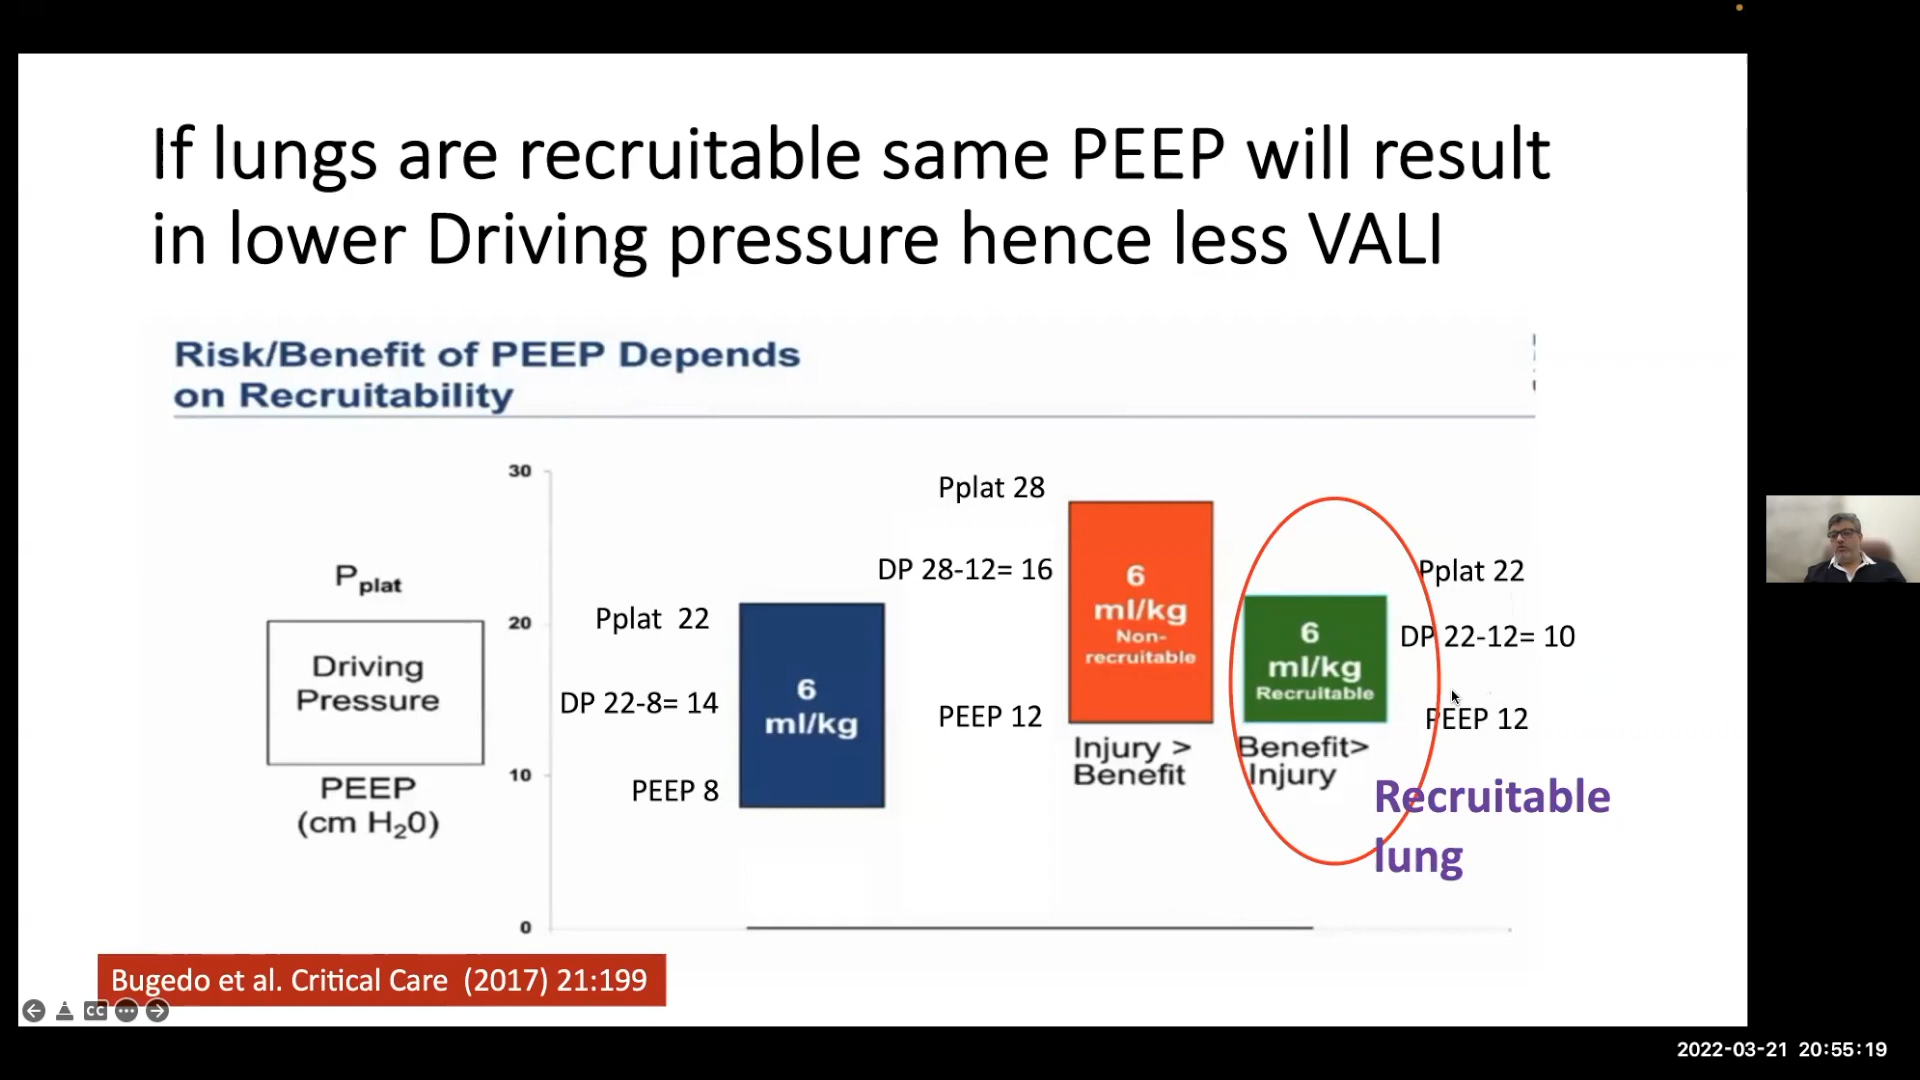 If lungs are recruitable same PEEP will result
in lower Driving pressure hence less VALI
Risk/Benefit of PEEP Depends
on Recruitability
30
20
10
0
Pplat
Driving
Pressure
PEEP
(cm H₂0)
Pplat 22
DP 22-8= 14
PEEP 8
6
ml/kg
Pplat 28
DP 28-12= 16
PEEP 12
6
ml/kg
Non-
recruitable
Injury >
Benefit
6
ml/kg
Recruitable
Benefit>
Injury
Pplat 22
DP 22-12= 10
PEEP 12
Recruitable
lung
Bugedo et al. Critical Care (2017) 21:199
CC
2022-03-21 20:55:19